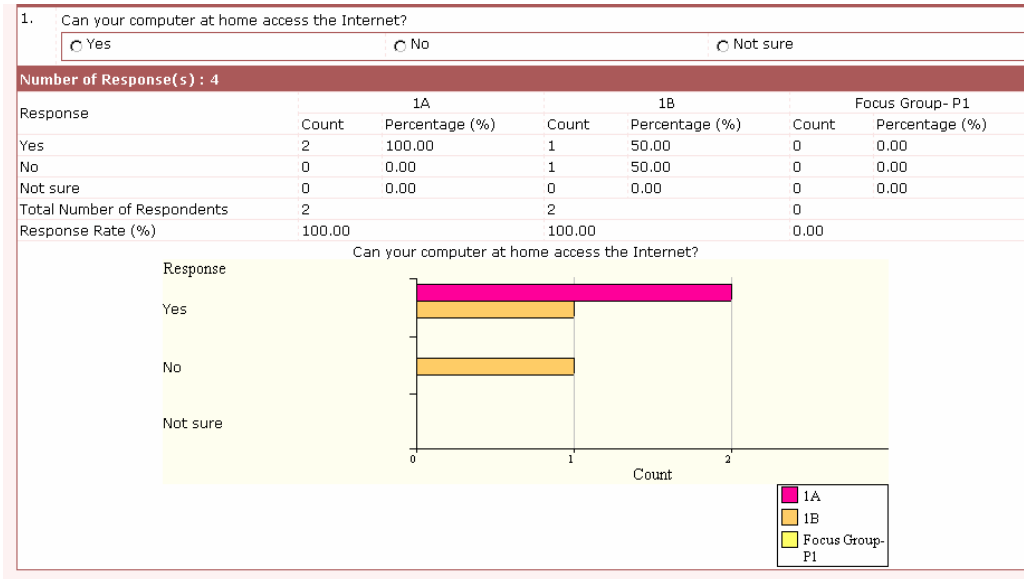 1. Can your computer at home access the Internet?
Yes No Not sure
Number of Response(s) : 4
Response 1A 1B Focus Group- P1
Count Percentage (%) Count Percentage (%) Count Percentage (%)
Yes 2 100.00 1 50.00 0 0.00
No 0 0.00 1 50.00 0 0.00
Not sure 0 0.00 0 0.00 0 0.00
Total Number of Respondents 2 2 0
Response Rate (%) 100.00 100.00 0.00
Can your computer at home access the Internet?
Response
Yes
No
Not sure
0 1 2
Count
1A
1B
Focus Group-
P1